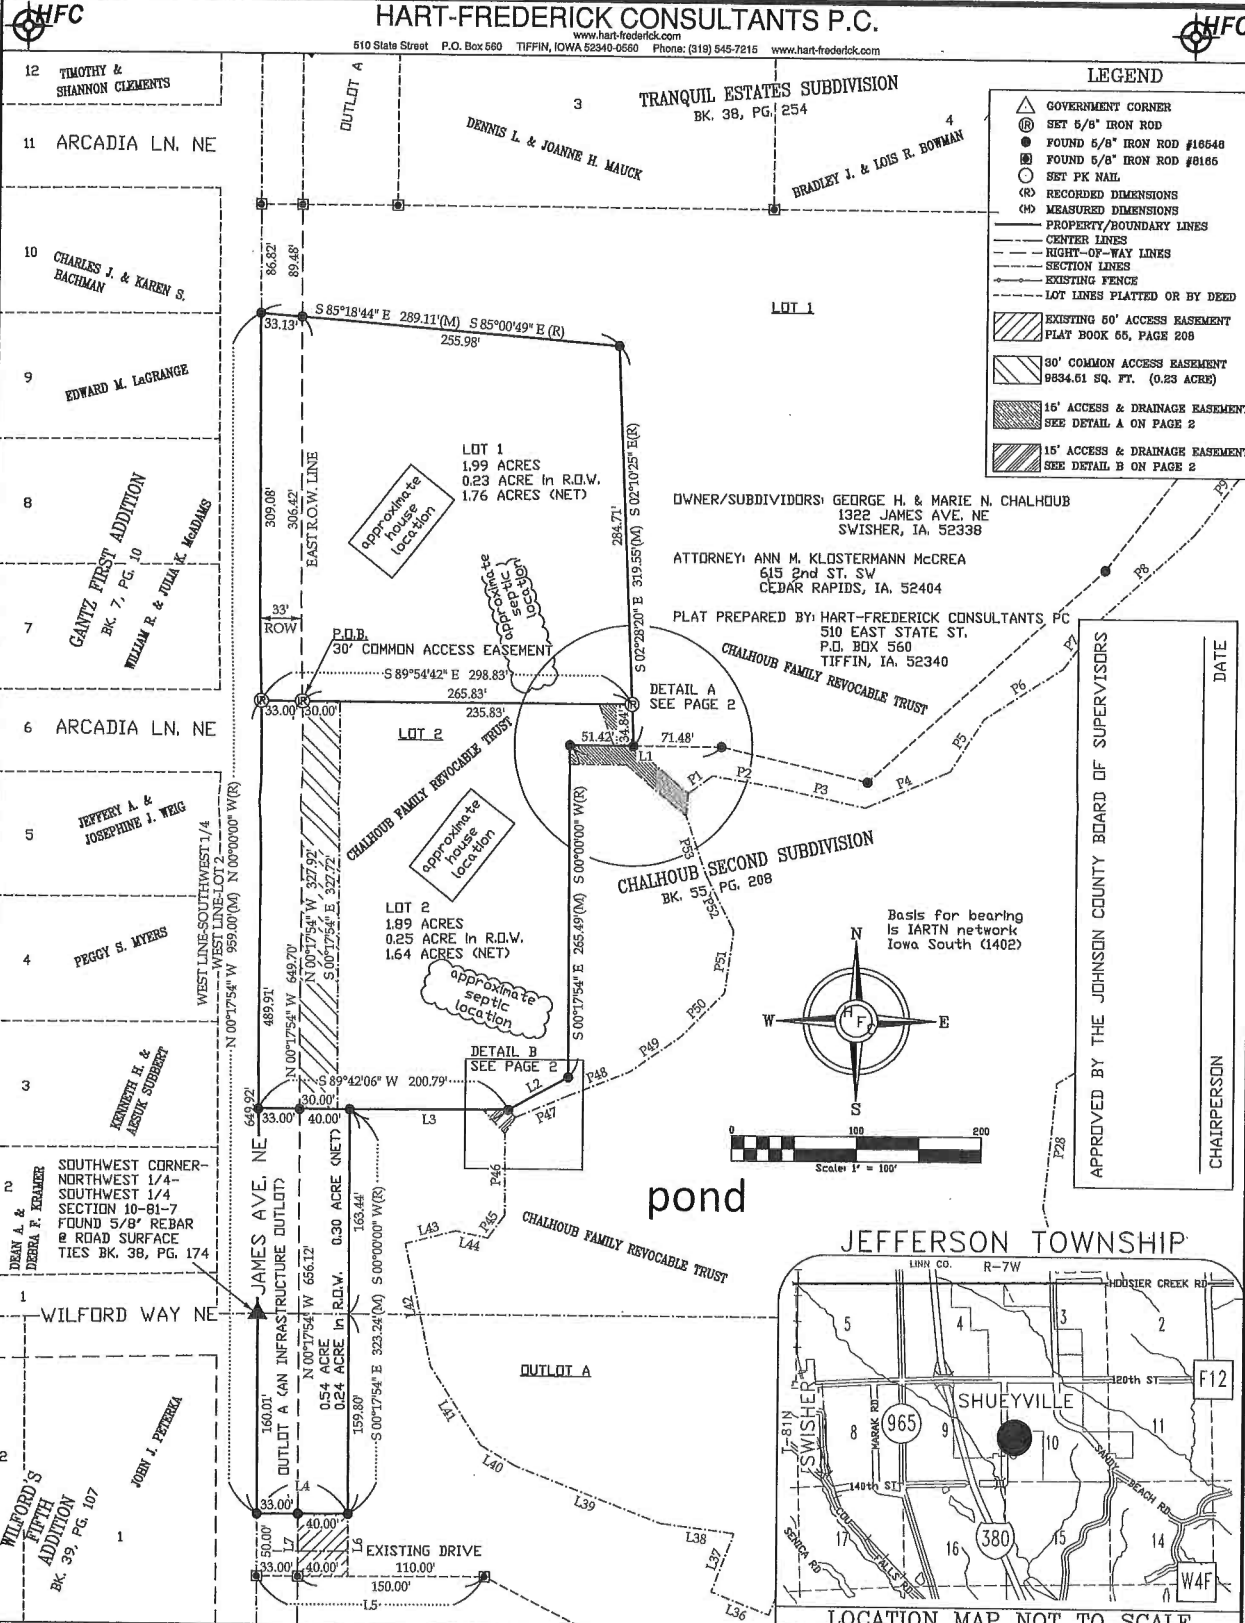 HFC
HART-FREDERICK CONSULTANTS P.C.
www.hart-frederick.com
510 State Street P.O. Box 560 TIFFIN, IOWA 52340-0560 Phone: (319) 545-7215 www.hart-frederick.com
HFC
12 TIMOTHY &
SHANNON CLEMENTS
11 ARCADIA LN. NE
OUTLOT A
3
TRANQUIL ESTATES SUBDIVISION
BK. 38, PG. 254
DENNIS L. & JOANNE H. MAUCK
4
BRADLEY J. & LOIS R. BOWMAN
LEGEND
GOVERNMENT CORNER
SET 5/8" IRON ROD
FOUND 5/8" IRON ROD #16546
FOUND 5/8" IRON ROD #8165
SET PK NAIL
(R) RECORDED DIMENSIONS
(M) MEASURED DIMENSIONS
PROPERTY/BOUNDARY LINES
CENTER LINES
RIGHT-OF-WAY LINES
SECTION LINES
EXISTING FENCE
LOT LINES PLATTED OR BY DEED
EXISTING 50' ACCESS EASEMENT
PLAT BOOK 55, PAGE 208
30' COMMON ACCESS EASEMENT
9834.61 SQ. FT. (0.23 ACRE)
15' ACCESS & DRAINAGE EASEMENT
SEE DETAIL A ON PAGE 2
15' ACCESS & DRAINAGE EASEMENT
SEE DETAIL B ON PAGE 2
10
CHARLES J. & KAREN S.
BACHMAN
86.82'
89.48'
33.13'
S 85°18'44" E 289.11'(M) S 85°00'49" E (R)
255.98'
LOT 1
9
EDWARD M. LaGRANGE
8
GANTZ FIRST ADDITION
BK. 7, PG. 10
WILLIAM R. & JULIA K. McADAMS
7
309.08'
306.42'
EAST R.O.W. LINE
33'
ROW
LOT 1
1.99 ACRES
0.23 ACRE In R.O.W.
1.76 ACRES (NET)
approximate
house
location
approximate
septic
location
284.71'
S 02°28'20" E 319.55'(M) S 02°10'25" E(R)
OWNER/SUBDIVIDORS: GEORGE H. & MARIE N. CHALHOUB
1322 JAMES AVE. NE
SWISHER, IA. 52338
ATTORNEY: ANN M. KLOSTERMANN McCREA
615 2nd ST. SW
CEDAR RAPIDS, IA. 52404
PLAT PREPARED BY: HART-FREDERICK CONSULTANTS PC
510 EAST STATE ST.
P.O. BOX 560
TIFFIN, IA. 52340
P9
P8
P7
P6
P5
P4
P3
P2
P1
CHALHOUB FAMILY REVOCABLE TRUST
P.O.B.
30' COMMON ACCESS EASEMENT
S 89°54'42" E 298.83'
265.83'
235.83'
33.00'
30.00'
DETAIL A
SEE PAGE 2
34.84'
51.42'
L1
71.48'
6 ARCADIA LN. NE
LOT 2
CHALHOUB FAMILY REVOCABLE TRUST
5
JEFFERY A. &
JOSEPHINE J. WEIG
4
PEGGY S. MYERS
3
KENNETH H. &
AESUK SUBBERT
WEST LINE-SOUTHWEST 1/4
WEST LINE-LOT 2
N 00°17'54" W 959.00'(M) N 00°00'00" W(R)
489.91'
N 00°17'54" W 649.70'
N 00°17'54" W 327.92'
S 00°17'54" E 327.72'
approximate
house
location
LOT 2
1.89 ACRES
0.25 ACRE In R.O.W.
1.64 ACRES (NET)
approximate
septic
location
S 00°17'54" E 265.49'(M) S 00°00'00" W(R)
CHALHOUB SECOND SUBDIVISION
BK. 55, PG. 208
P53
P52
P51
P50
P49
P48
P47
P46
P45
Basis for bearing
is IARTN network
Iowa South (1402)
N
W
E
S
H F C
0 100 200
Scale: 1" = 100'
DETAIL B
SEE PAGE 2
S 89°42'06" W 200.79'
30.00'
33.00'
40.00'
L3
L2
649.92'
P28
APPROVED BY THE JOHNSON COUNTY BOARD OF SUPERVISORS
CHAIRPERSON
DATE
2
DEAN A. &
DEBRA F. KRAMER
SOUTHWEST CORNER-
NORTHWEST 1/4-
SOUTHWEST 1/4
SECTION 10-81-7
FOUND 5/8" REBAR
@ ROAD SURFACE
TIES BK. 38, PG. 174
1
WILFORD WAY NE
JAMES AVE. NE
OUTLOT A (AN INFRASTRUCTURE OUTLOT)
N 00°17'54" W 656.12'
0.54 ACRE
0.24 ACRE In R.O.W. 0.30 ACRE (NET)
163.44'
159.80'
S 00°17'54" E 323.24'(M) S 00°00'00" W(R)
160.01'
pond
CHALHOUB FAMILY REVOCABLE TRUST
L43
L44
L42
L41
L40
L39
L38
L37
L36
OUTLOT A
2
WILFORD'S
FIFTH
ADDITION
BK. 39, PG. 107
1
JOHN J. PETERKA
L4
33.00'
40.00'
50.00'
L7
L6
EXISTING DRIVE
33.00'
40.00'
110.00'
150.00'
L5
JEFFERSON TOWNSHIP
LINN CO.
R-7W
HOOSIER CREEK RD
5
4
3
2
120th ST
F12
T-81N
SWISHER
SHUEYVILLE
8
MARAK RD
965
9
10
11
SANDY
BEACH RD
140th ST
SENICA RD
17
COU FALLS RD
16
380
15
14
W4F
LOCATION MAP NOT TO SCALE